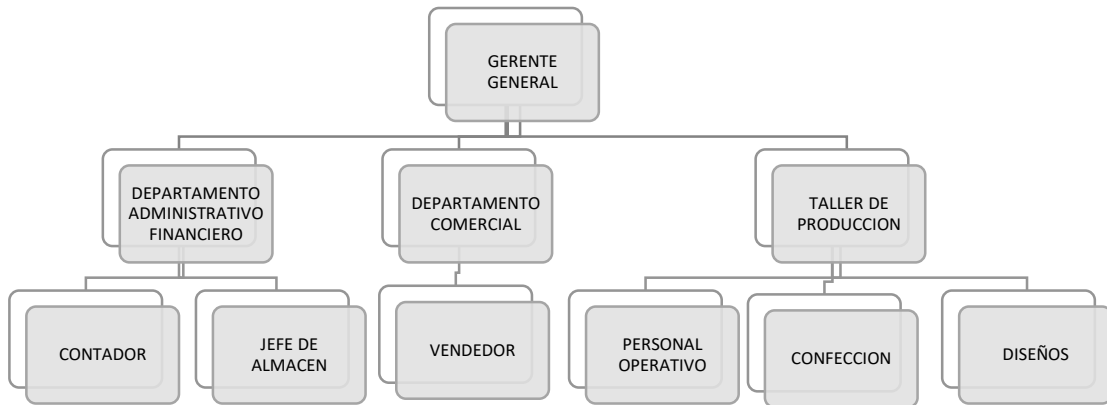 GERENTE
GENERAL
DEPARTAMENTO
ADMINISTRATIVO
FINANCIERO
DEPARTAMENTO
COMERCIAL
TALLER DE
PRODUCCION
CONTADOR
JEFE DE
ALMACEN
VENDEDOR
PERSONAL
OPERATIVO
CONFECCION
DISEÑOS